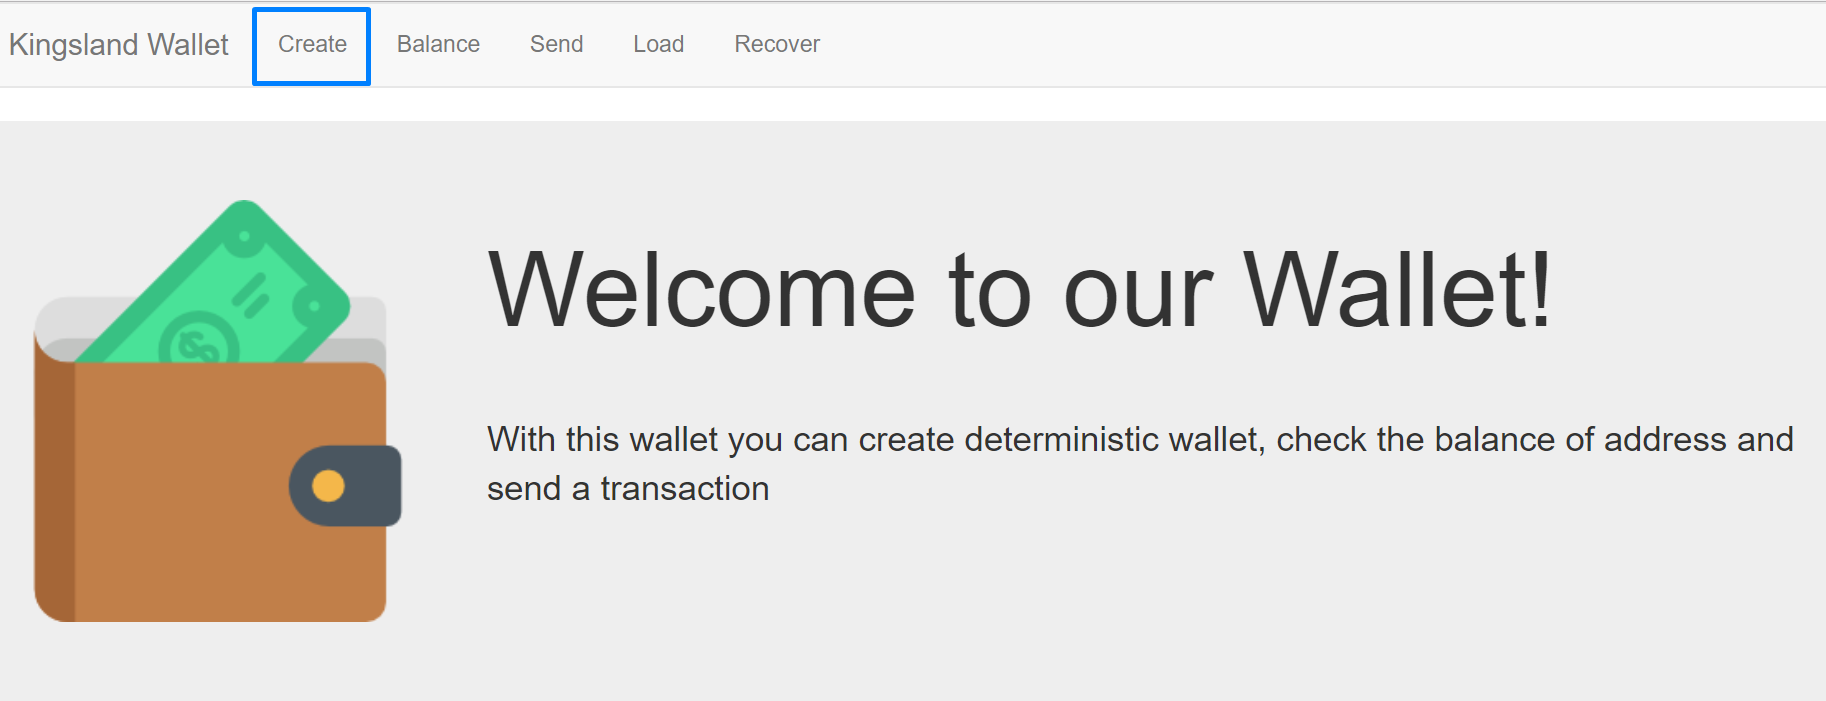 Kingsland Wallet Create Balance Send Load Recover
Welcome to our Wallet!
With this wallet you can create deterministic wallet, check the balance of address and
send a transaction